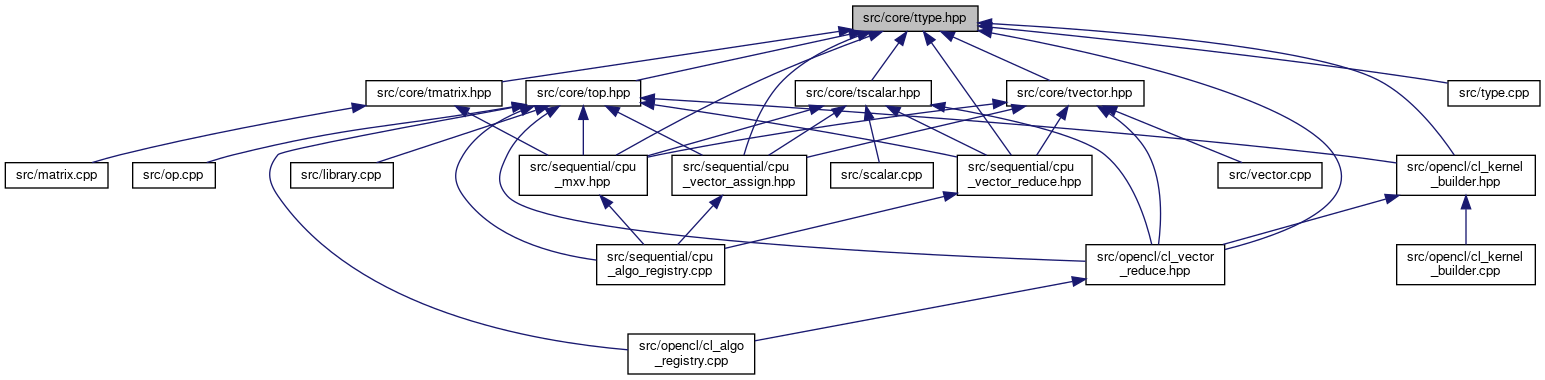 src/core/ttype.hpp
src/core/tmatrix.hpp
src/core/top.hpp
src/core/tscalar.hpp
src/core/tvector.hpp
src/type.cpp
src/matrix.cpp
src/op.cpp
src/library.cpp
src/sequential/cpu
_mxv.hpp
src/sequential/cpu
_vector_assign.hpp
src/scalar.cpp
src/sequential/cpu
_vector_reduce.hpp
src/vector.cpp
src/opencl/cl_kernel
_builder.hpp
src/sequential/cpu
_algo_registry.cpp
src/opencl/cl_vector
_reduce.hpp
src/opencl/cl_kernel
_builder.cpp
src/opencl/cl_algo
_registry.cpp